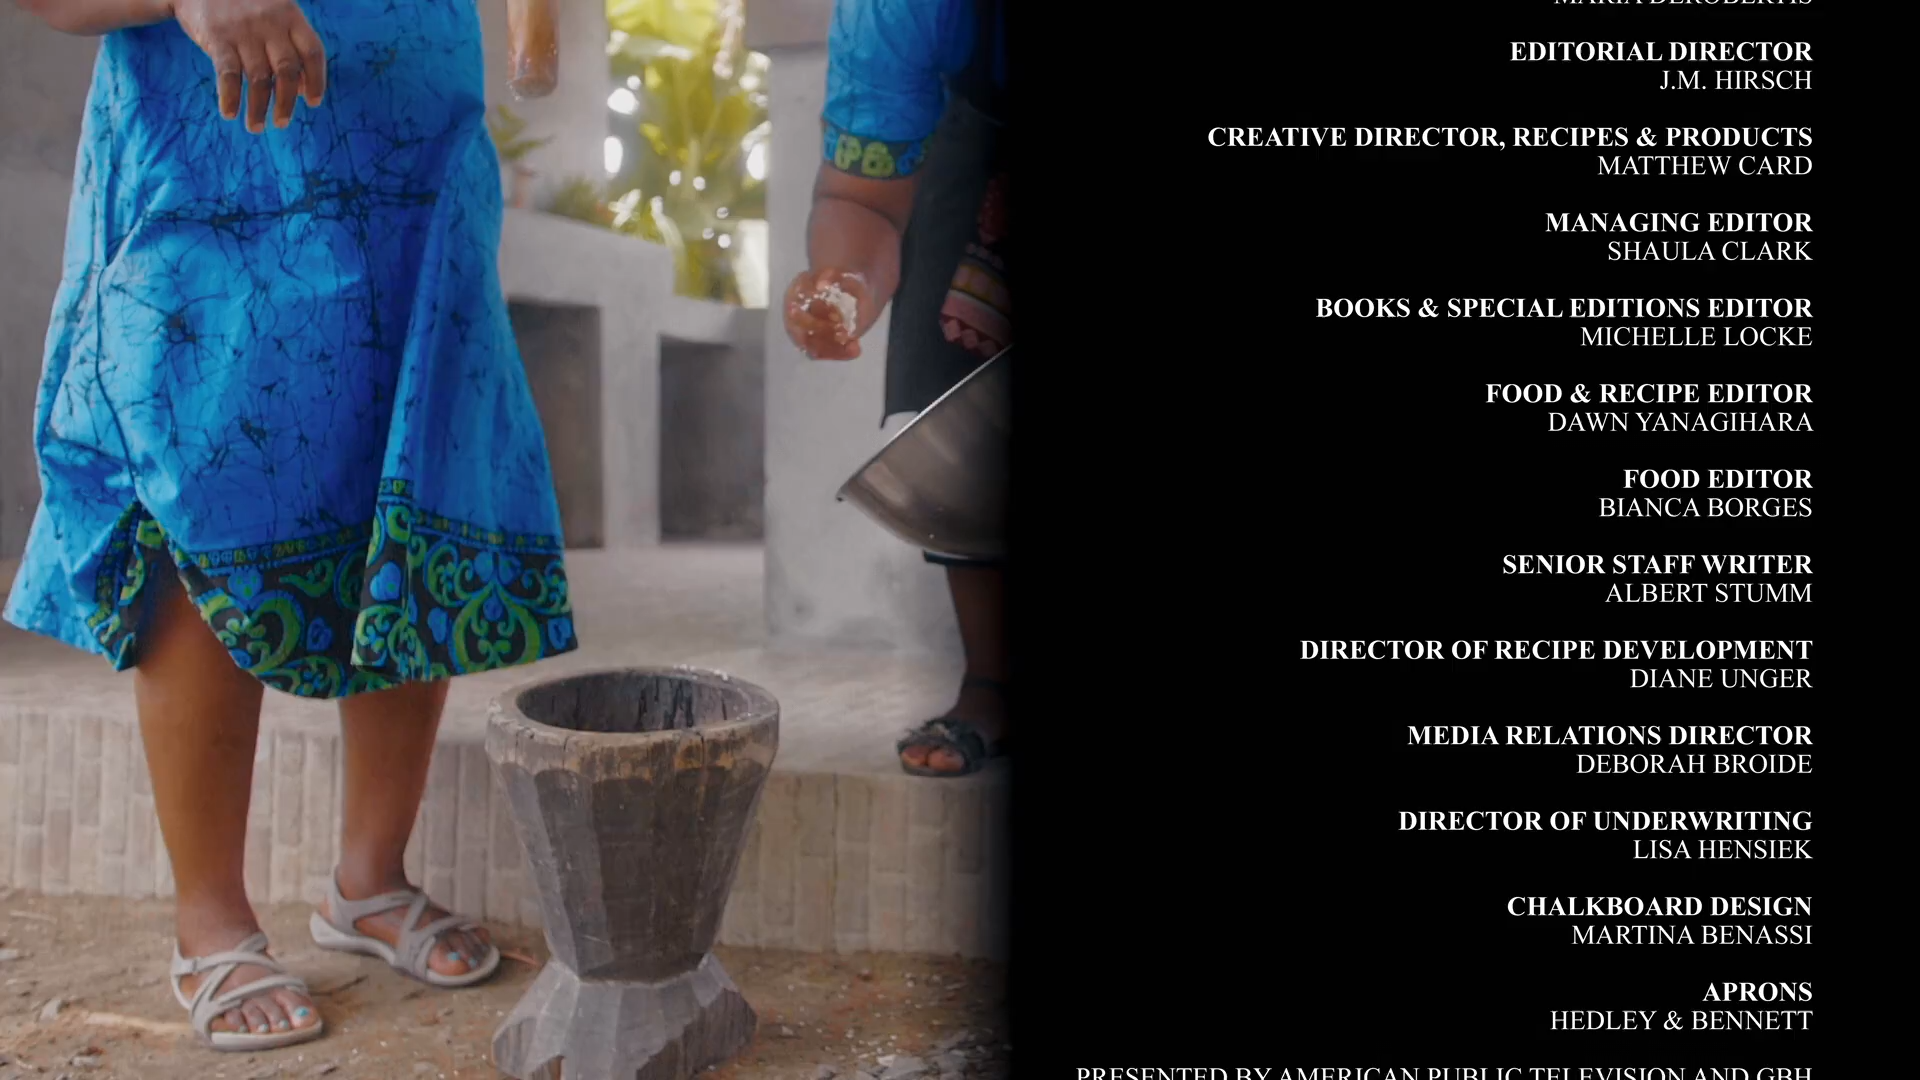 MARIA DEROBERTIS
EDITORIAL DIRECTOR
J.M. HIRSCH
CREATIVE DIRECTOR, RECIPES & PRODUCTS
MATTHEW CARD
MANAGING EDITOR
SHAULA CLARK
BOOKS & SPECIAL EDITIONS EDITOR
MICHELLE LOCKE
FOOD & RECIPE EDITOR
DAWN YANAGIHARA
FOOD EDITOR
BIANCA BORGES
SENIOR STAFF WRITER
ALBERT STUMM
DIRECTOR OF RECIPE DEVELOPMENT
DIANE UNGER
MEDIA RELATIONS DIRECTOR
DEBORAH BROIDE
DIRECTOR OF UNDERWRITING
LISA HENSIEK
CHALKBOARD DESIGN
MARTINA BENASSI
APRONS
HEDLEY & BENNETT
PRESENTED BY AMERICAN PUBLIC TELEVISION AND GBH